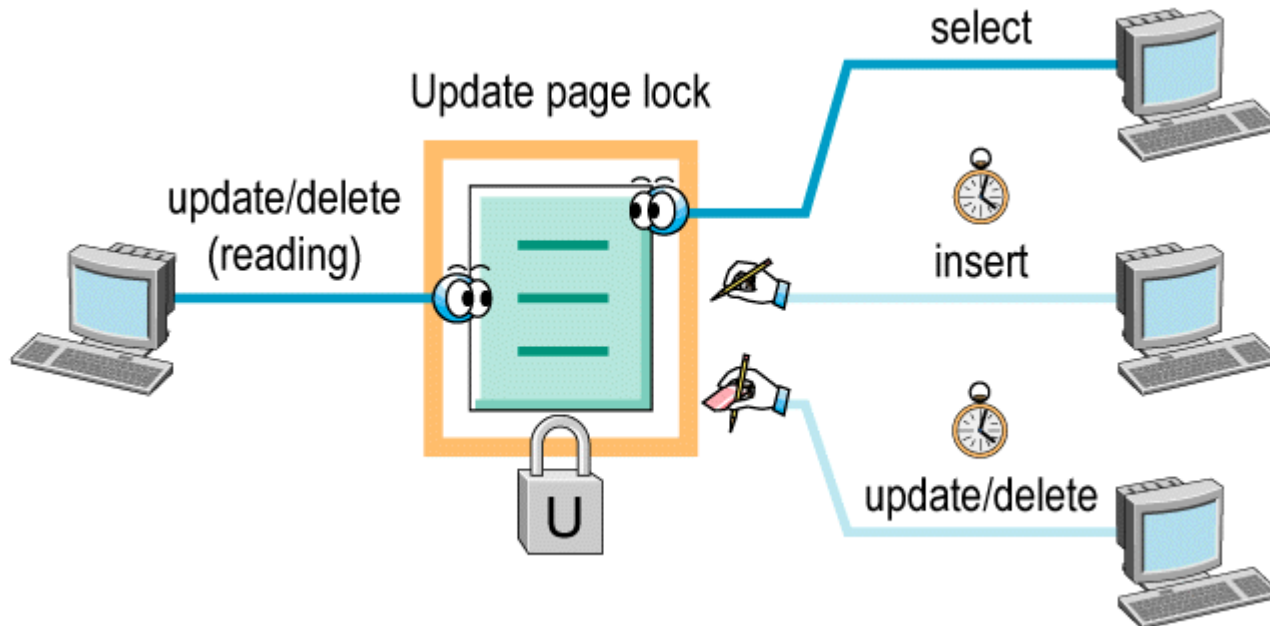 select
Update page lock
update/delete
(reading)
insert
U
update/delete